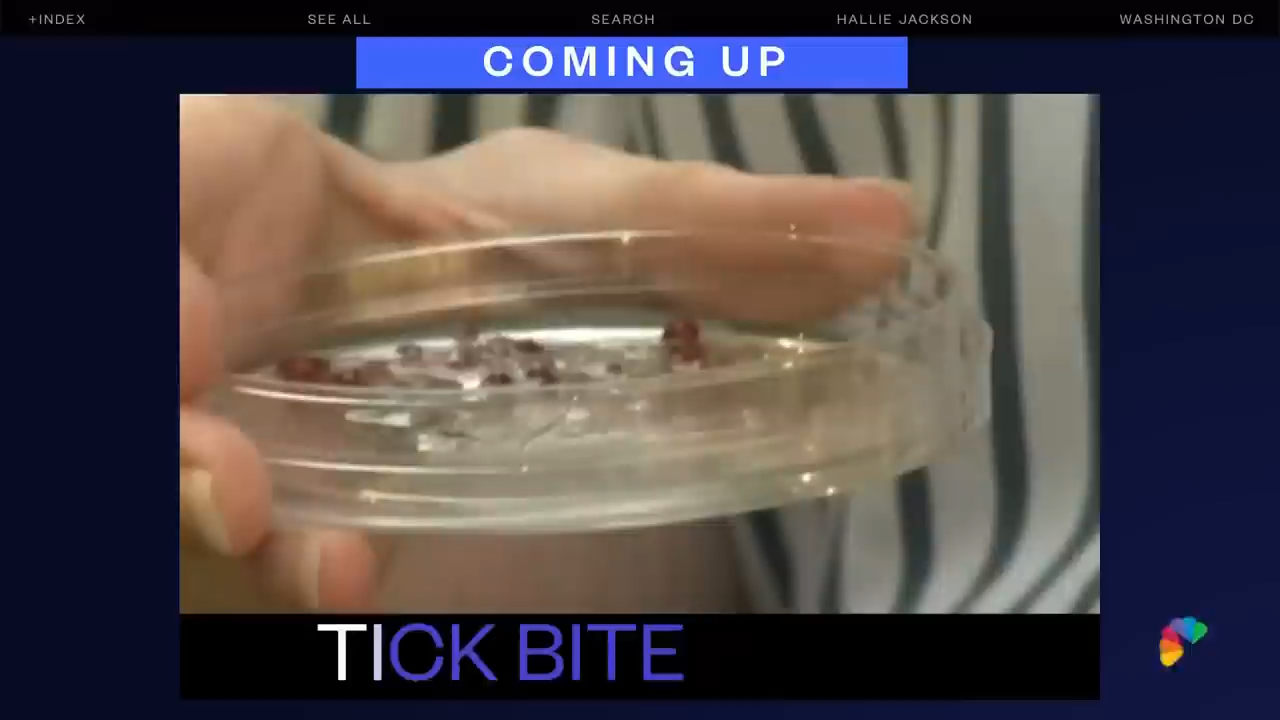 +INDEX
SEE ALL
SEARCH
HALLIE JACKSON
WASHINGTON DC
COMING UP
TICK BITE